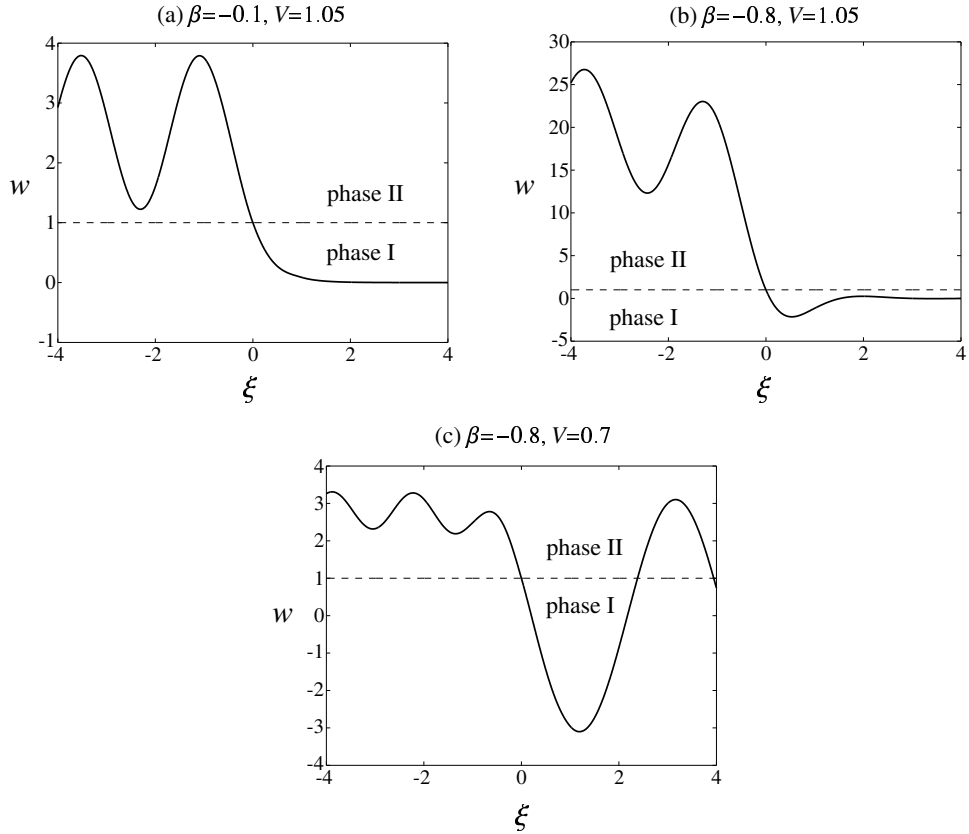 (a) β=−0.1, V=1.05
4
3
2
1
0
-1
w
phase II
phase I
-4 -2 0 2 4
ξ
(b) β=−0.8, V=1.05
30
25
20
15
10
5
0
-5
w
phase II
phase I
-4 -2 0 2 4
ξ
(c) β=−0.8, V=0.7
4
3
2
1
0
-1
-2
-3
-4
w
phase II
phase I
-4 -2 0 2 4
ξ